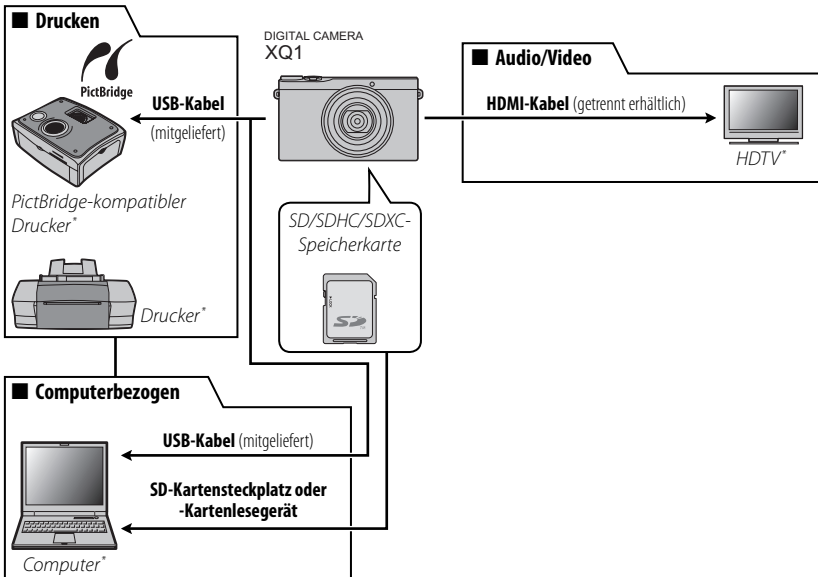 ■ Drucken
PictBridge
USB-Kabel
(mitgeliefert)
PictBridge-kompatibler
Drucker*
Drucker*
DIGITAL CAMERA
XQ1
SD/SDHC/SDXC-
Speicherkarte
■ Audio/Video
HDMI-Kabel (getrennt erhältlich)
HDTV*
■ Computerbezogen
USB-Kabel (mitgeliefert)
SD-Kartensteckplatz oder
-Kartenlesegerät
Computer*